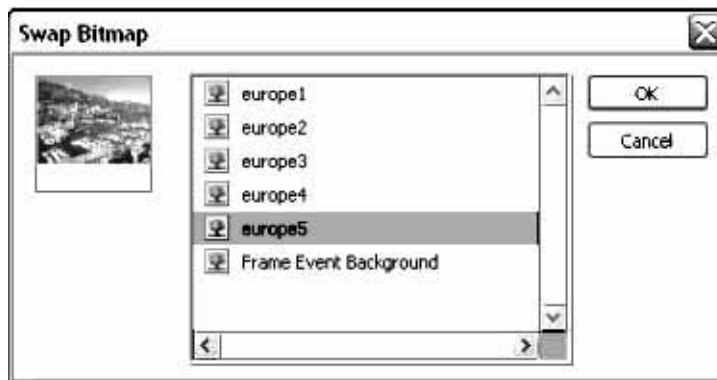 Swap Bitmap
europe1
europe2
europe3
europe4
europe5
Frame Event Background
OK
Cancel